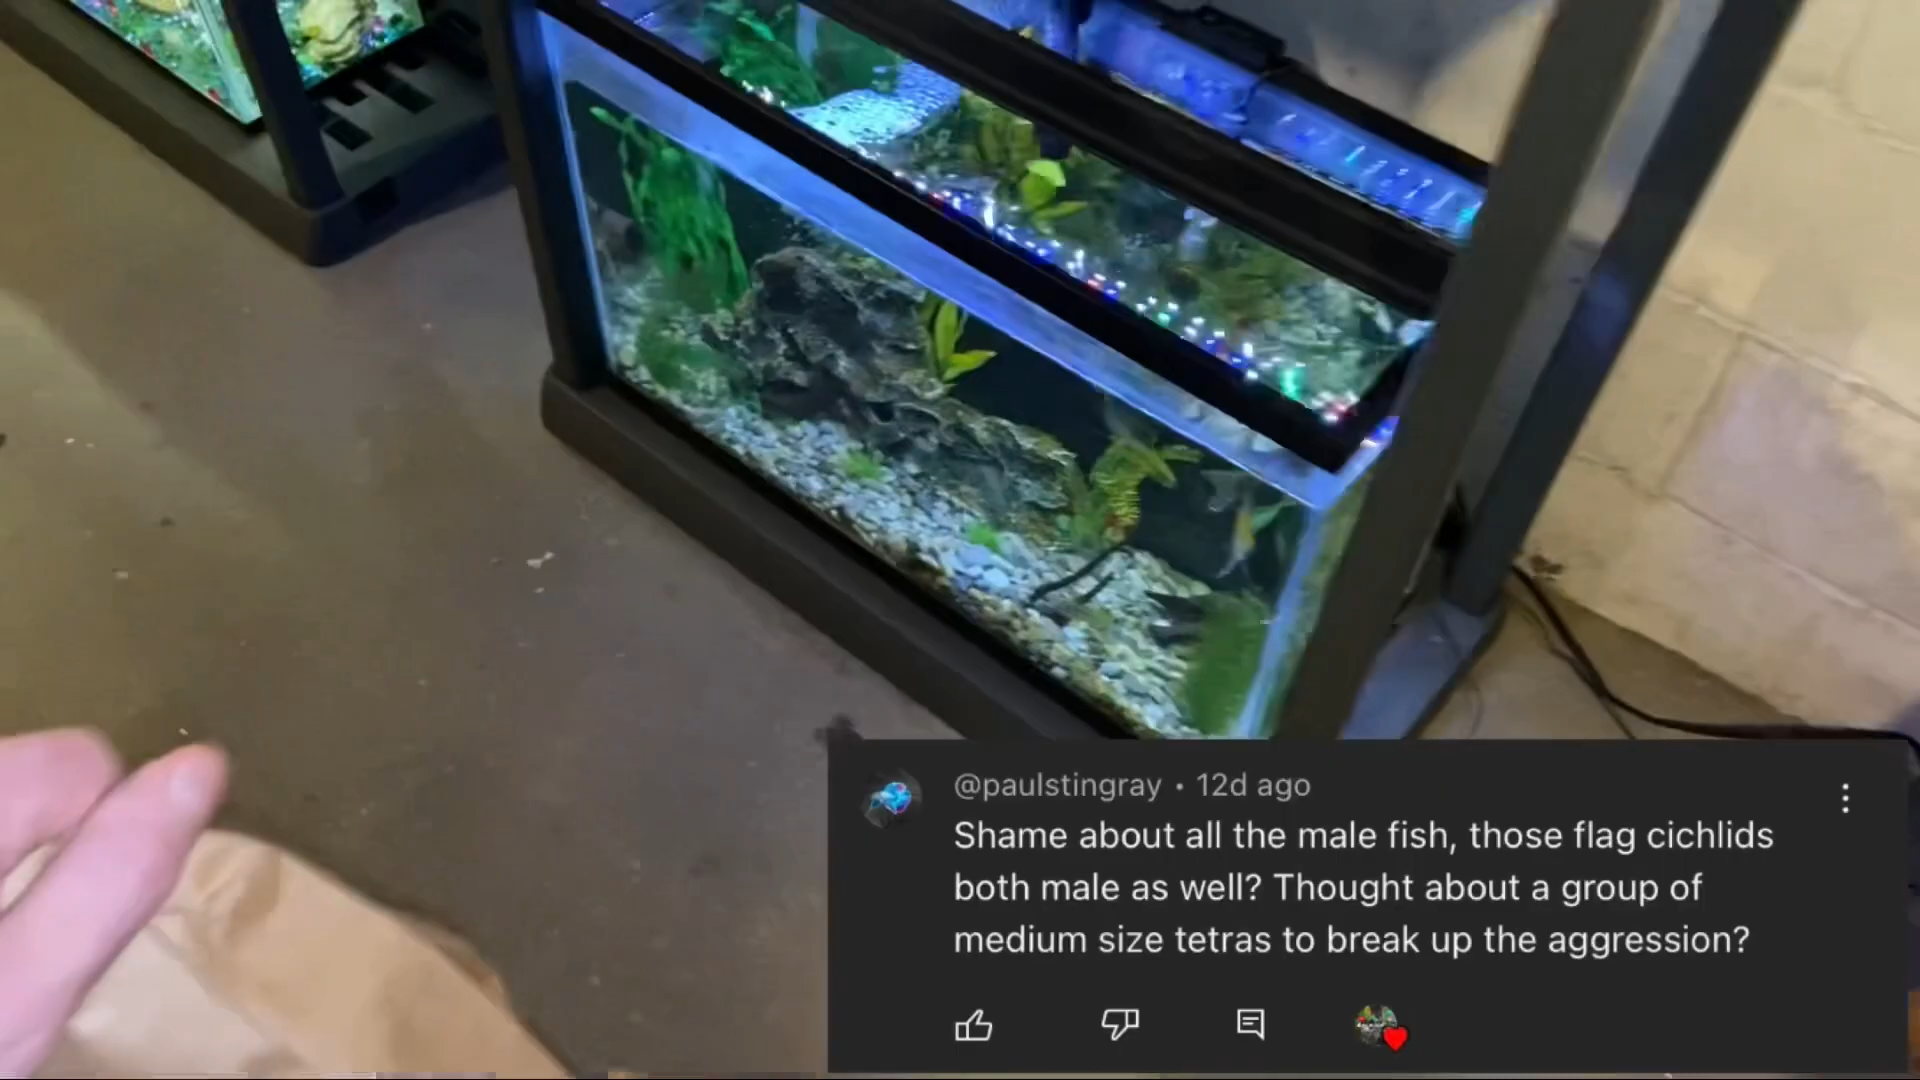 @paulstingray • 12d ago
Shame about all the male fish, those flag cichlids
both male as well? Thought about a group of
medium size tetras to break up the aggression?